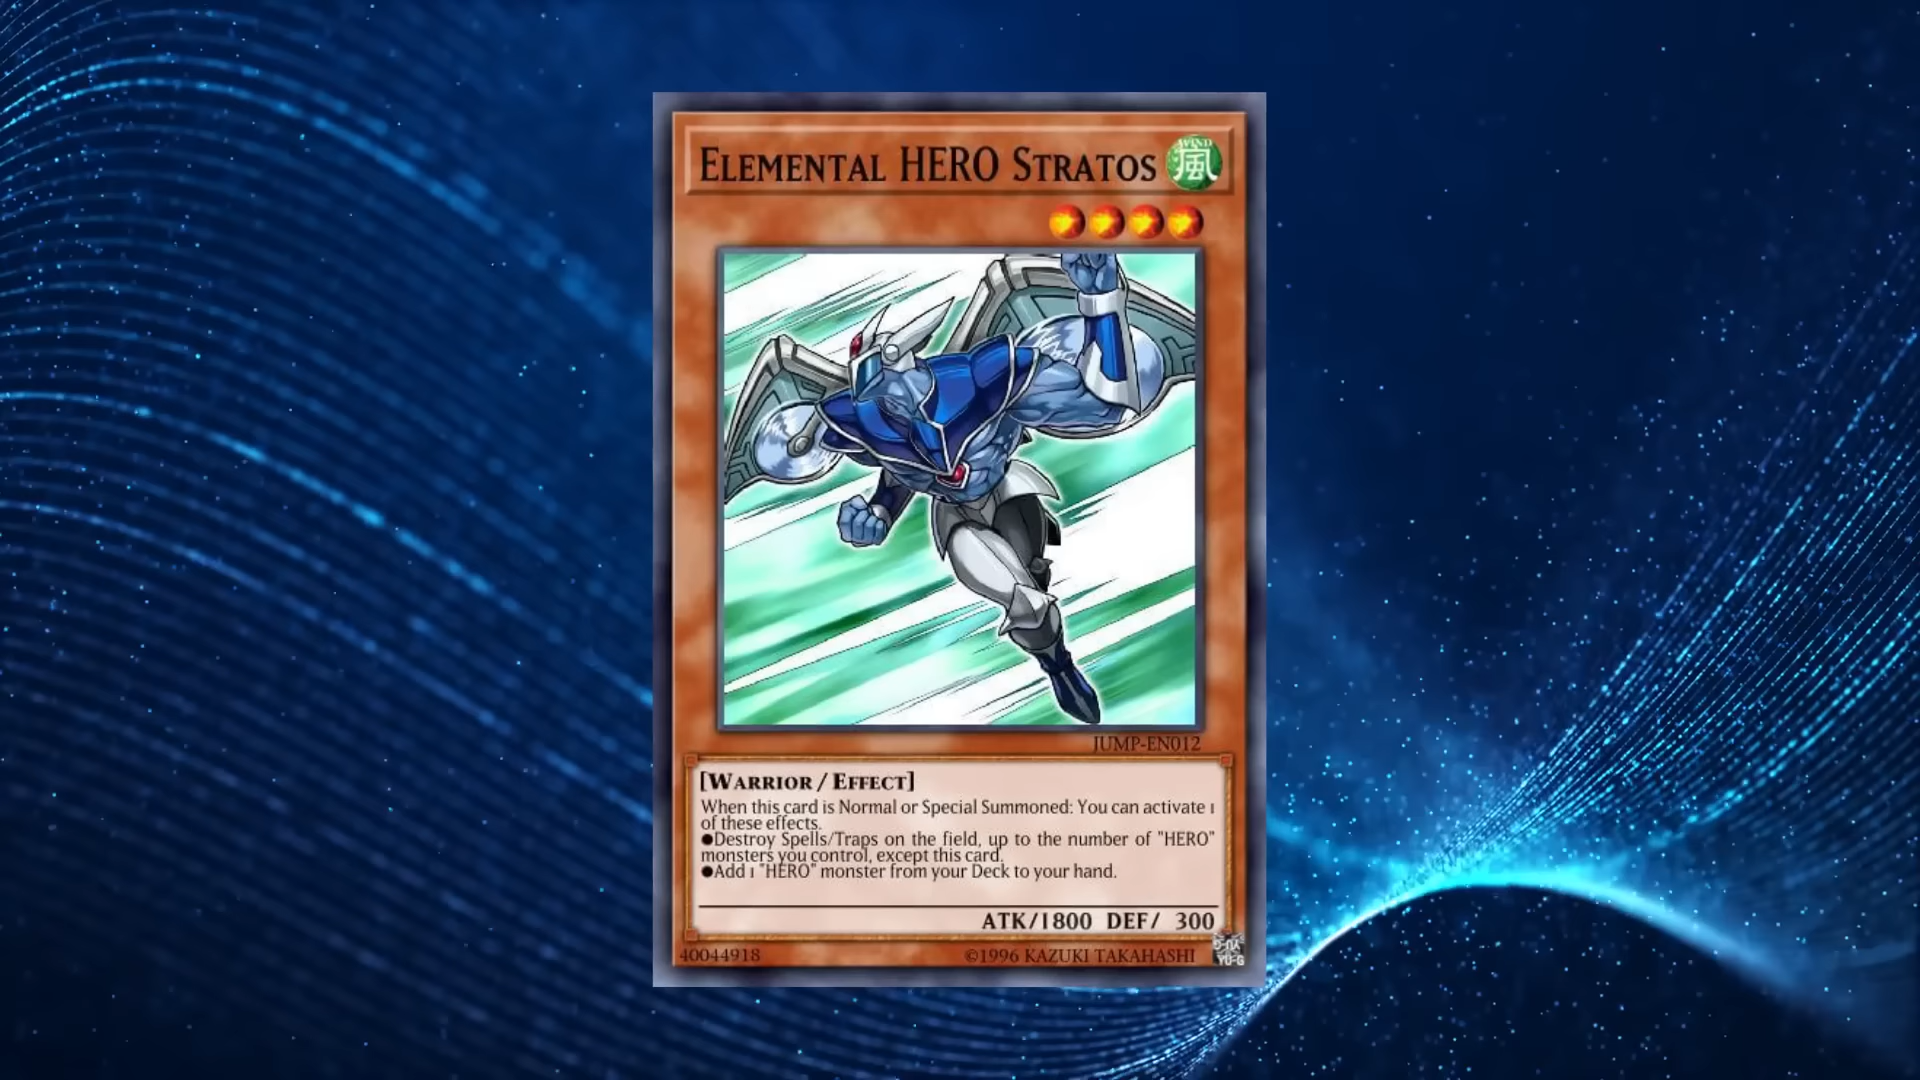 ELEMENTAL HERO STRATOS
WIND
風
JUMP-EN012
[WARRIOR / EFFECT]
When this card is Normal or Special Summoned: You can activate 1
of these effects.
●Destroy Spells/Traps on the field, up to the number of "HERO"
monsters you control, except this card.
●Add 1 "HERO" monster from your Deck to your hand.
ATK/1800 DEF/ 300
40044918
©1996 KAZUKI TAKAHASHI